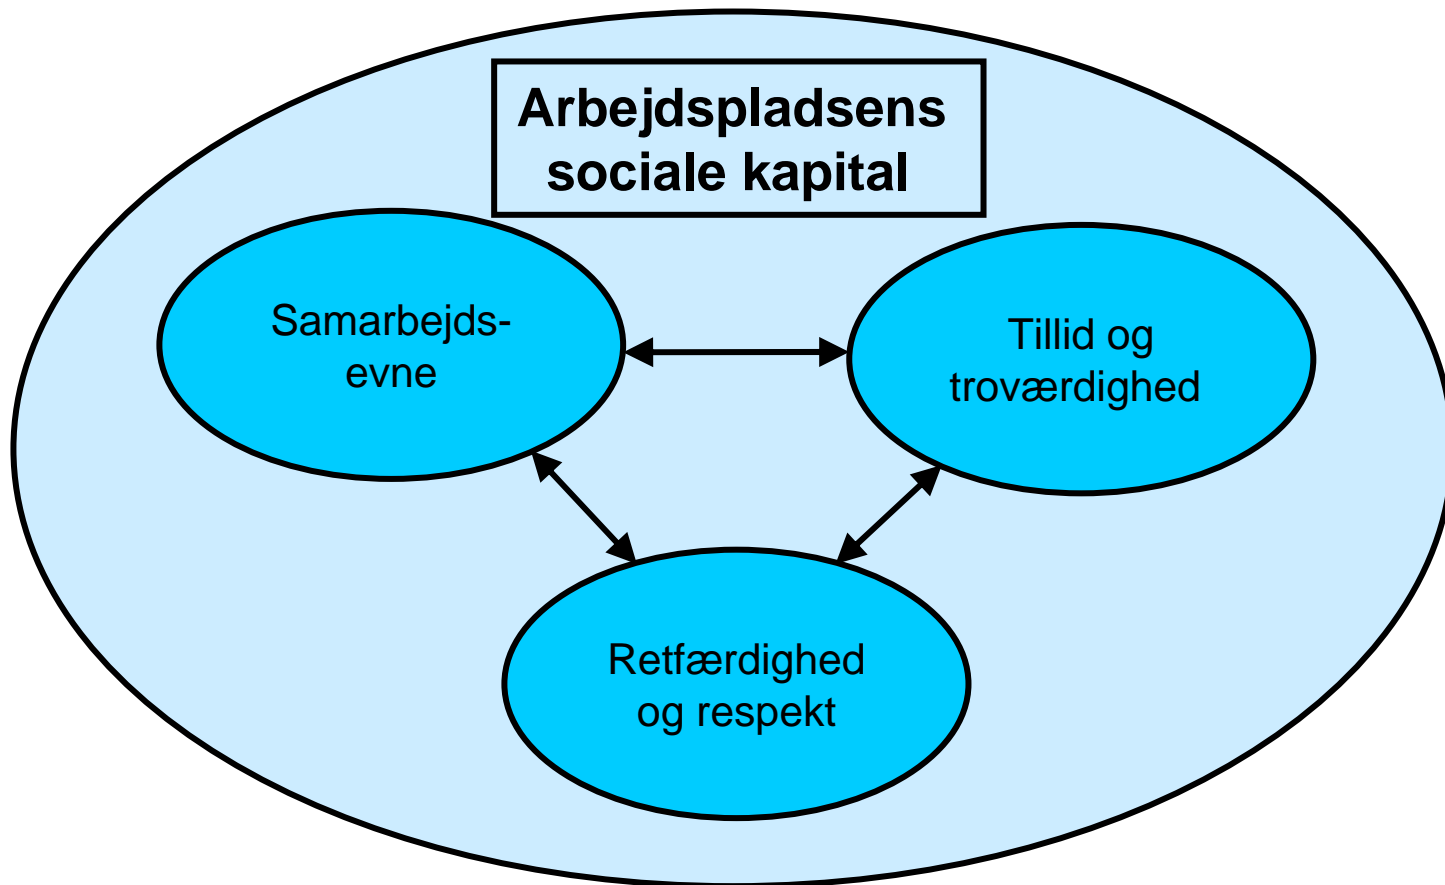 Arbejdspladsens
sociale kapital
Samarbejds-
evne
Tillid og
troværdighed
Retfærdighed
og respekt